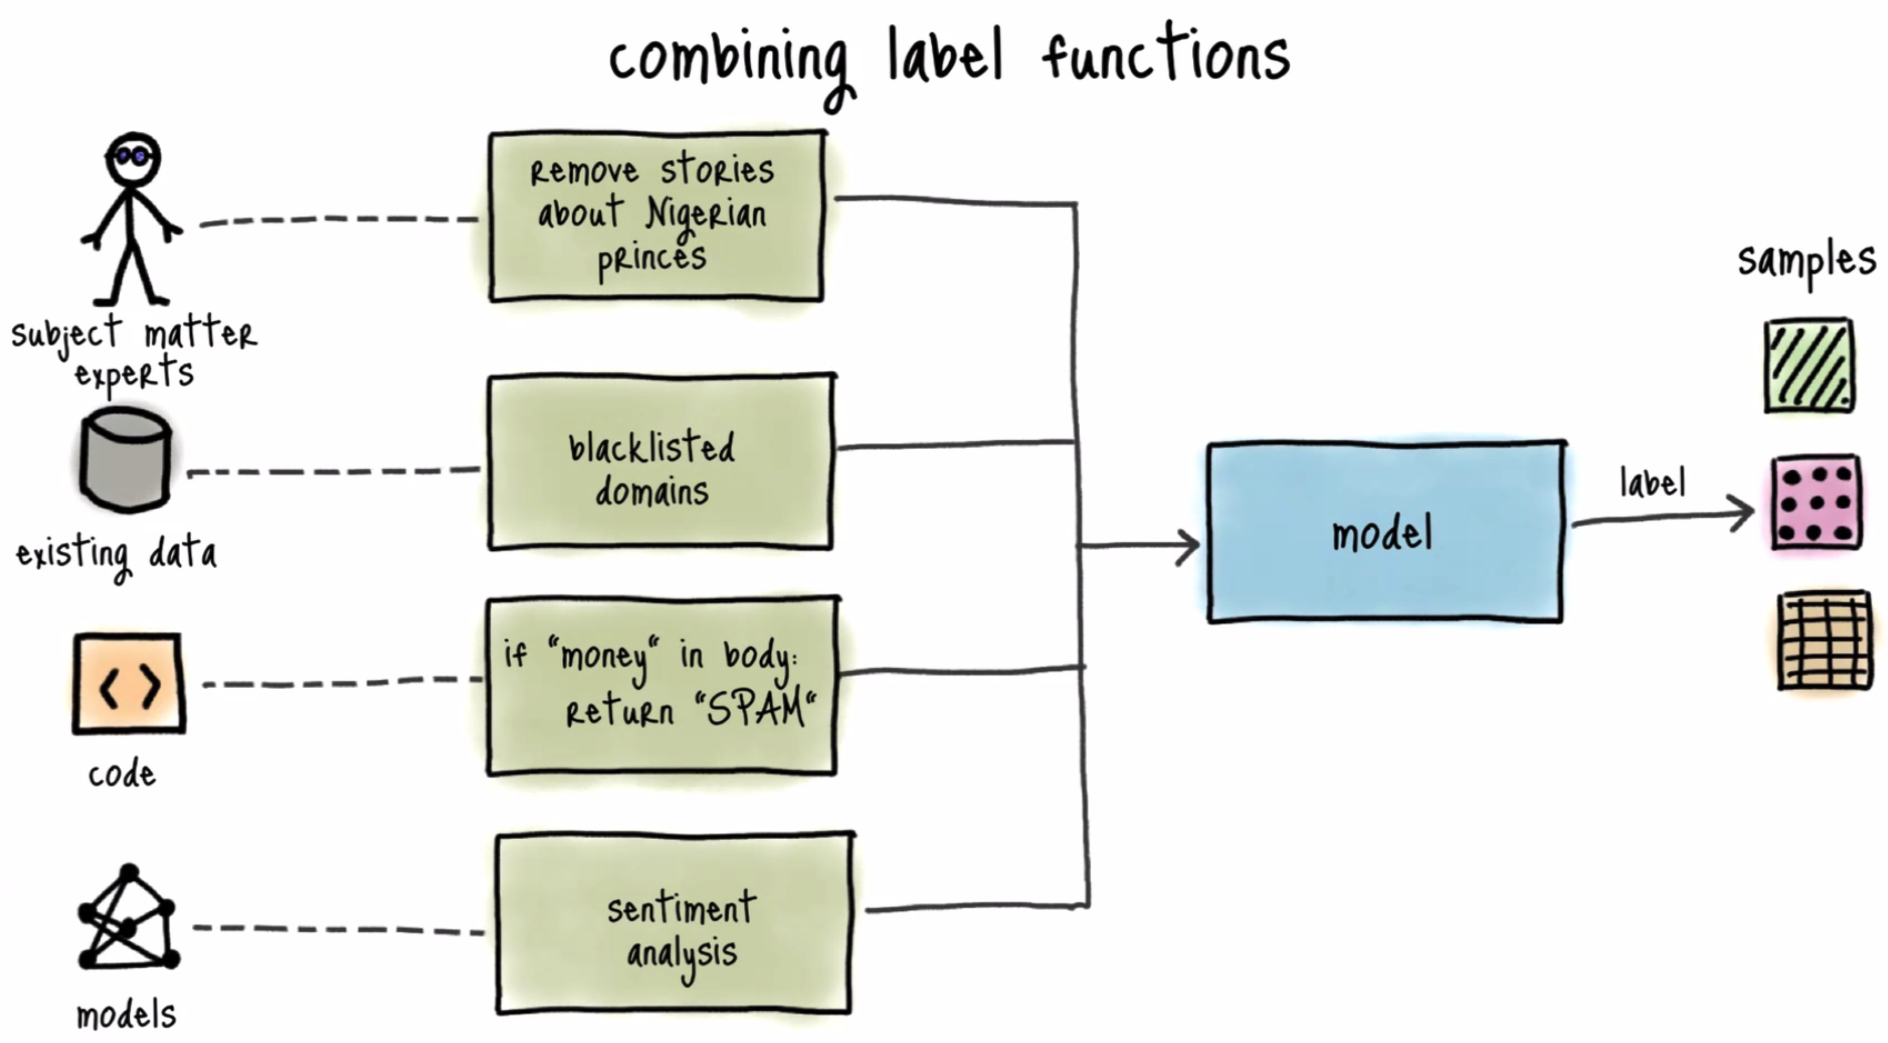 combining label functions
remove stories
about Nigerian
princes
subject matter
experts
blacklisted
domains
existing data
if “money“ in body:
return “SPAM“
code
sentiment
analysis
models
model
label
samples